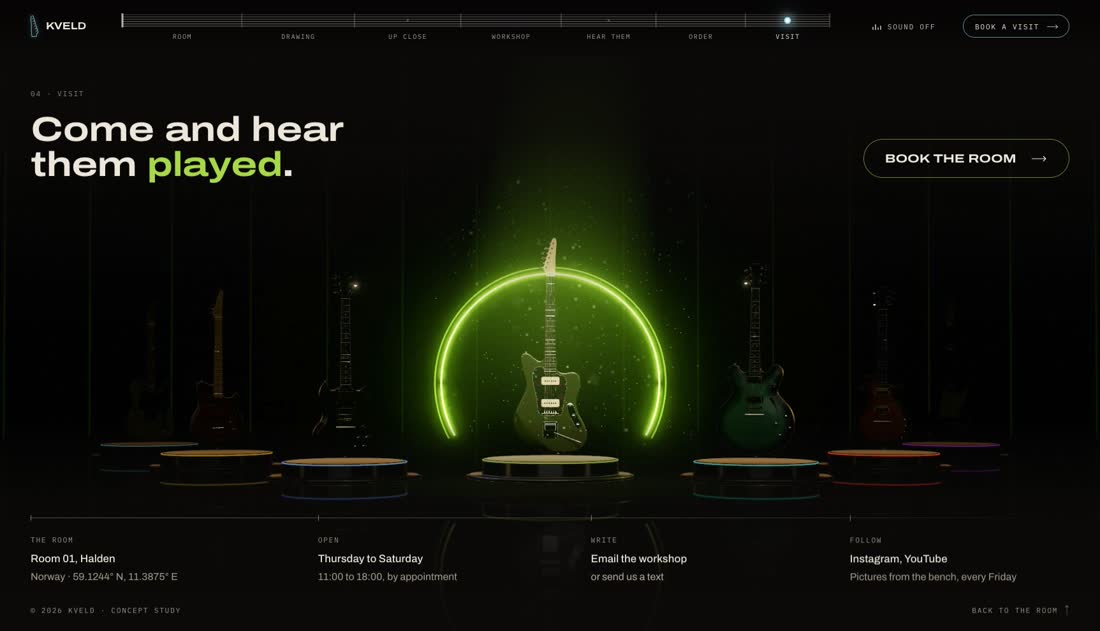 KVELD
ROOM
DRAWING
UP CLOSE
WORKSHOP
HEAR THEM
ORDER
VISIT
SOUND OFF
BOOK A VISIT
04 · VISIT
Come and hear
them played.
BOOK THE ROOM
THE ROOM
Room 01, Halden
Norway · 59.1244° N, 11.3875° E
OPEN
Thursday to Saturday
11:00 to 18:00, by appointment
WRITE
Email the workshop
or send us a text
FOLLOW
Instagram, YouTube
Pictures from the bench, every Friday
© 2026 KVELD · CONCEPT STUDY
BACK TO THE ROOM ↑